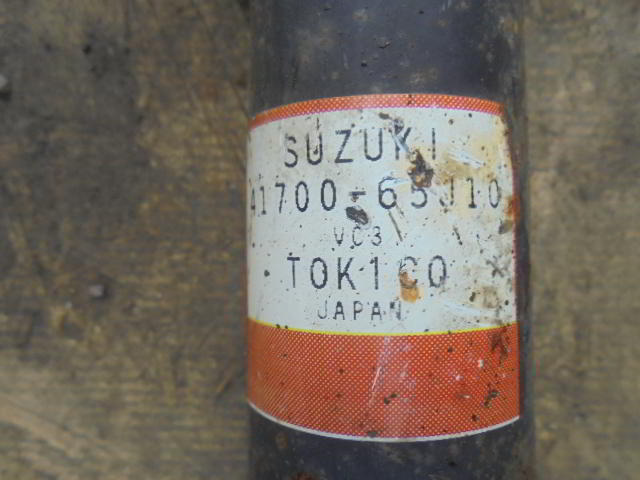 SUZUKI
41700-65J10
VC3
TOKICO
JAPAN